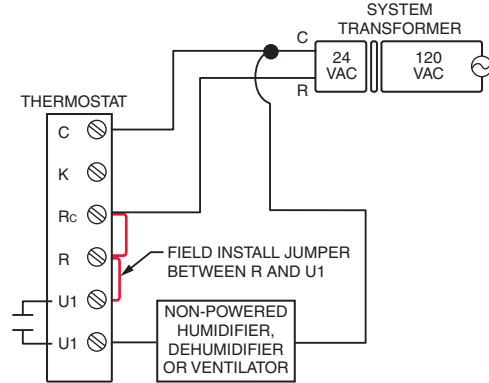 SYSTEM
TRANSFORMER
C
24
VAC
120
VAC
R
THERMOSTAT
C
K
RC
R
FIELD INSTALL JUMPER
BETWEEN R AND U1
U1
U1
NON-POWERED
HUMIDIFIER,
DEHUMIDIFIER
OR VENTILATOR